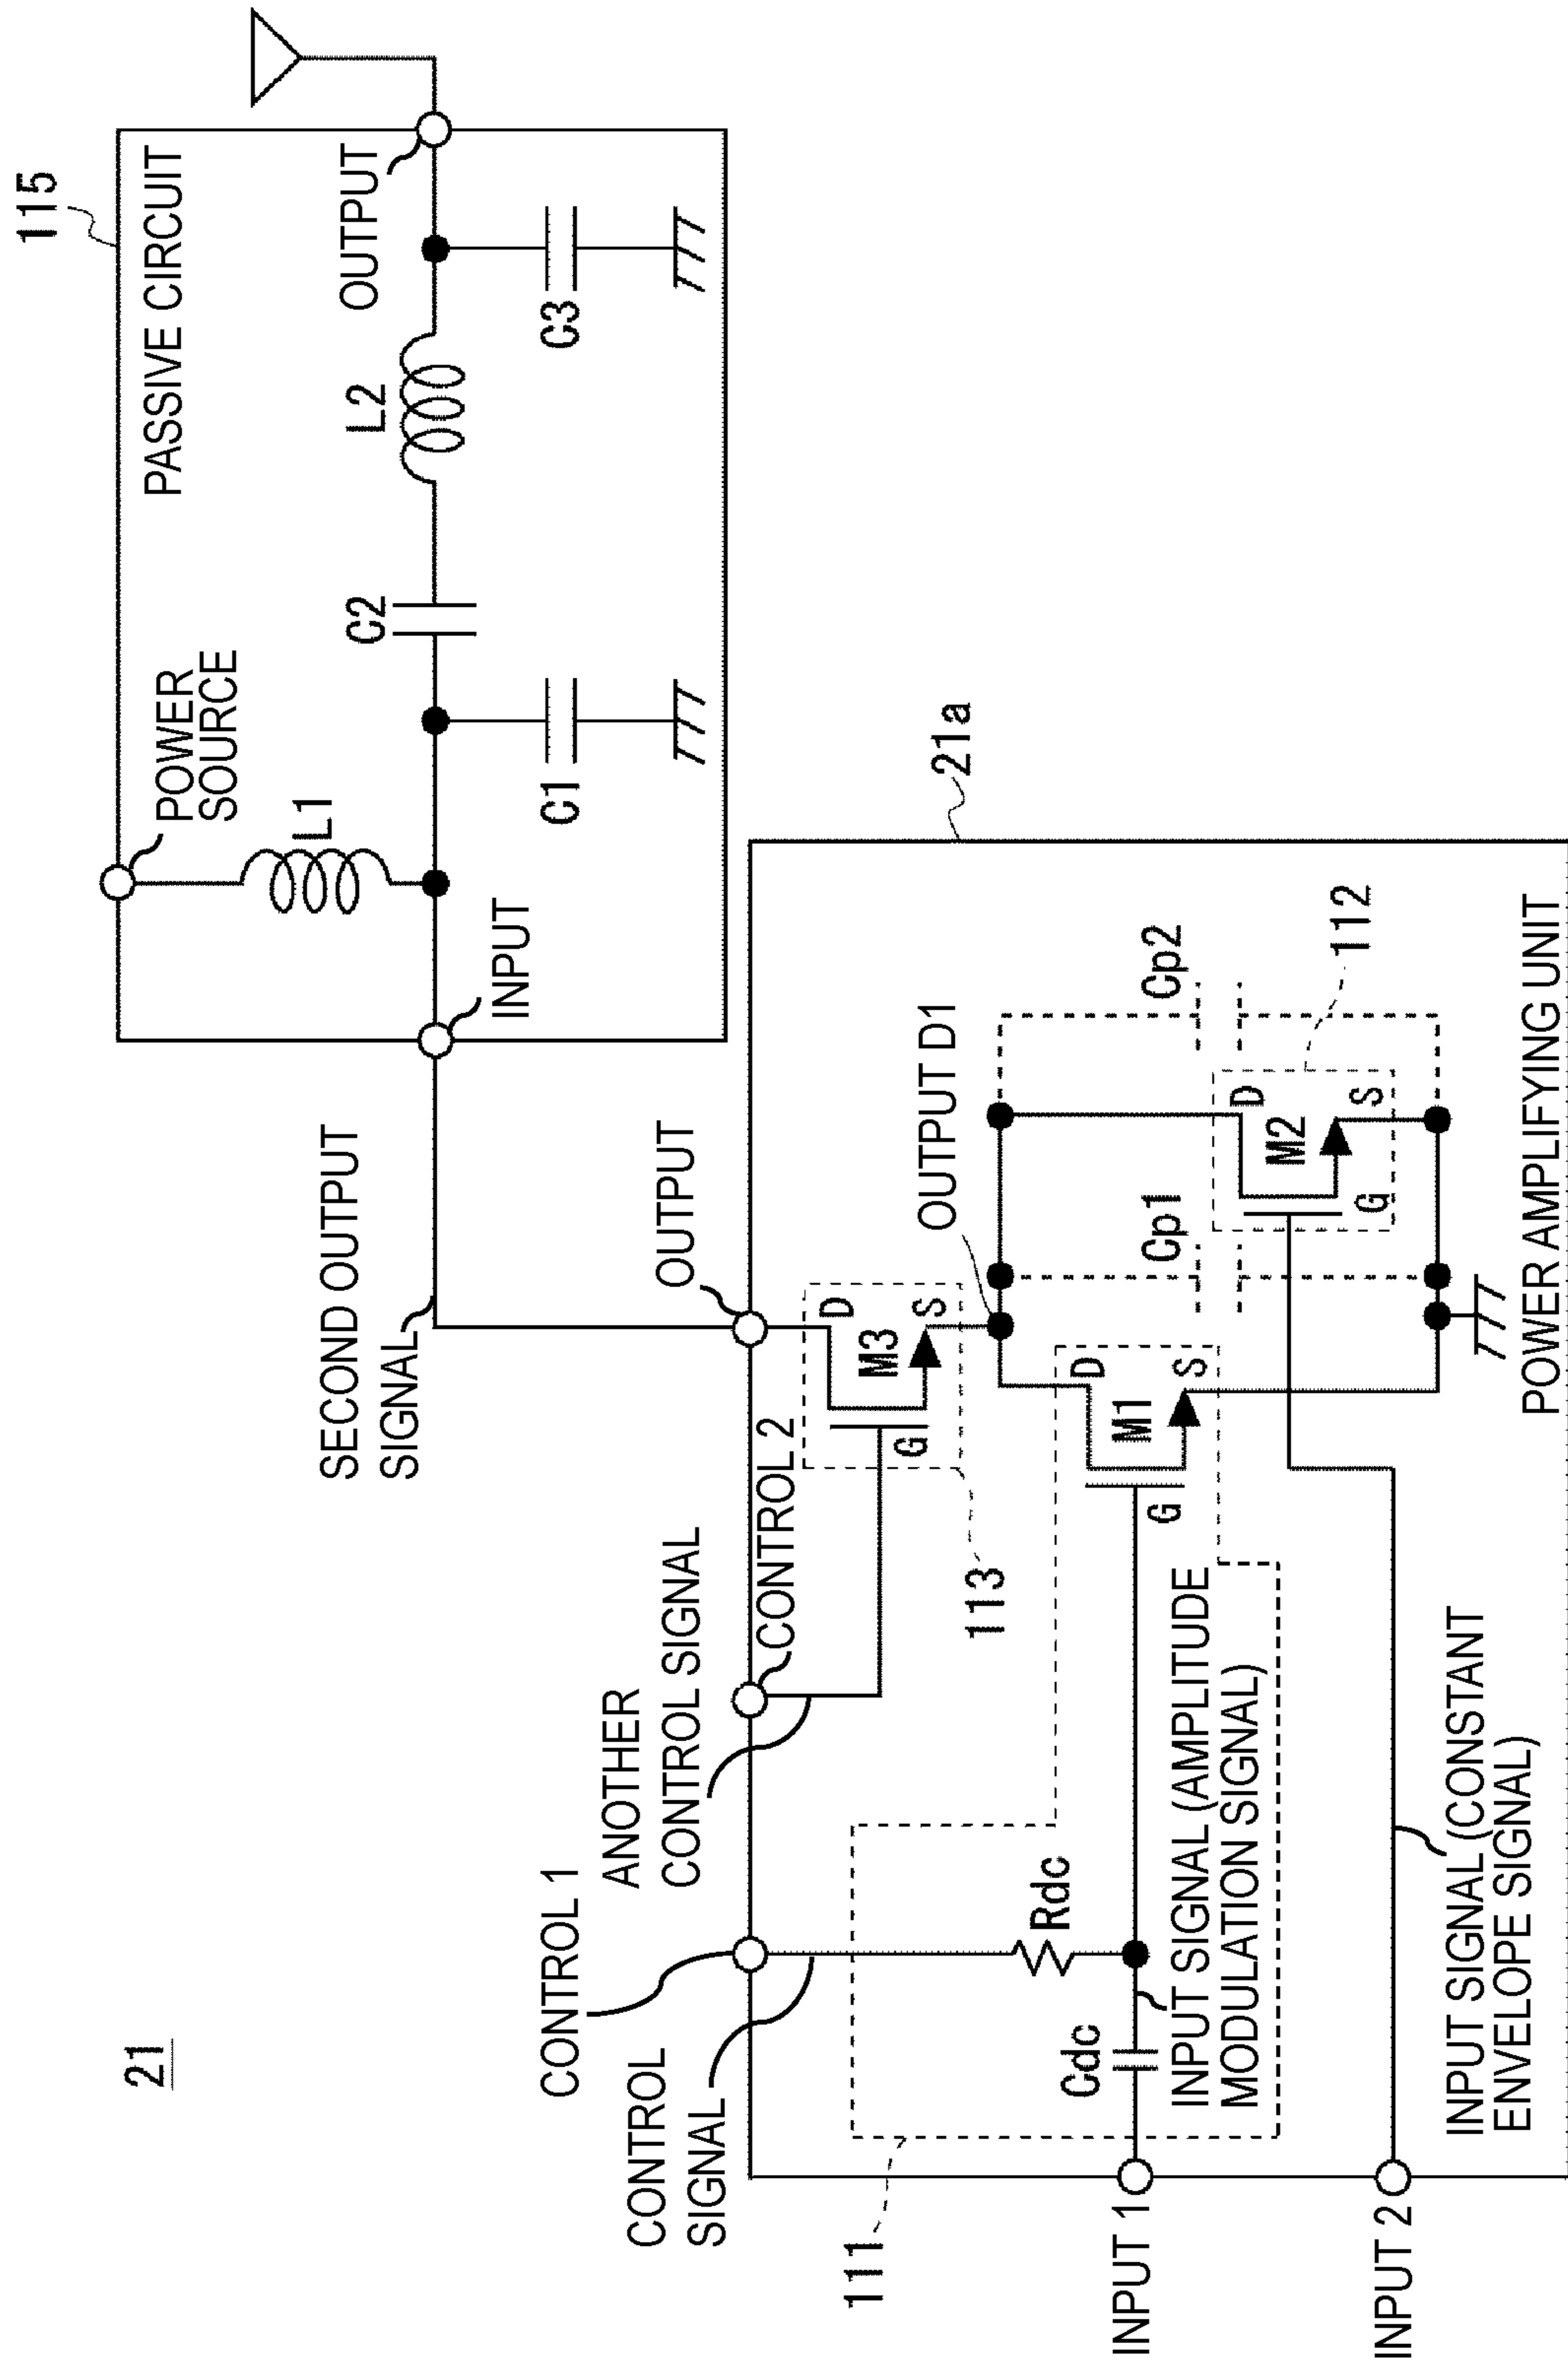 21
115
PASSIVE CIRCUIT
POWER
SOURCE
L1
C2
L2
OUTPUT
C1
C3
INPUT
SECOND OUTPUT
SIGNAL
OUTPUT
CONTROL 1
CONTROL
SIGNAL
ANOTHER
CONTROL SIGNAL
CONTROL 2
21a
111
113
112
D
M3
S
G
OUTPUT D1
Rdc
Cdc
D
M1
S
G
Cp1
Cp2
D
M2
S
G
INPUT 1
INPUT SIGNAL (AMPLITUDE
MODULATION SIGNAL)
INPUT 2
INPUT SIGNAL (CONSTANT
ENVELOPE SIGNAL)
POWER AMPLIFYING UNIT